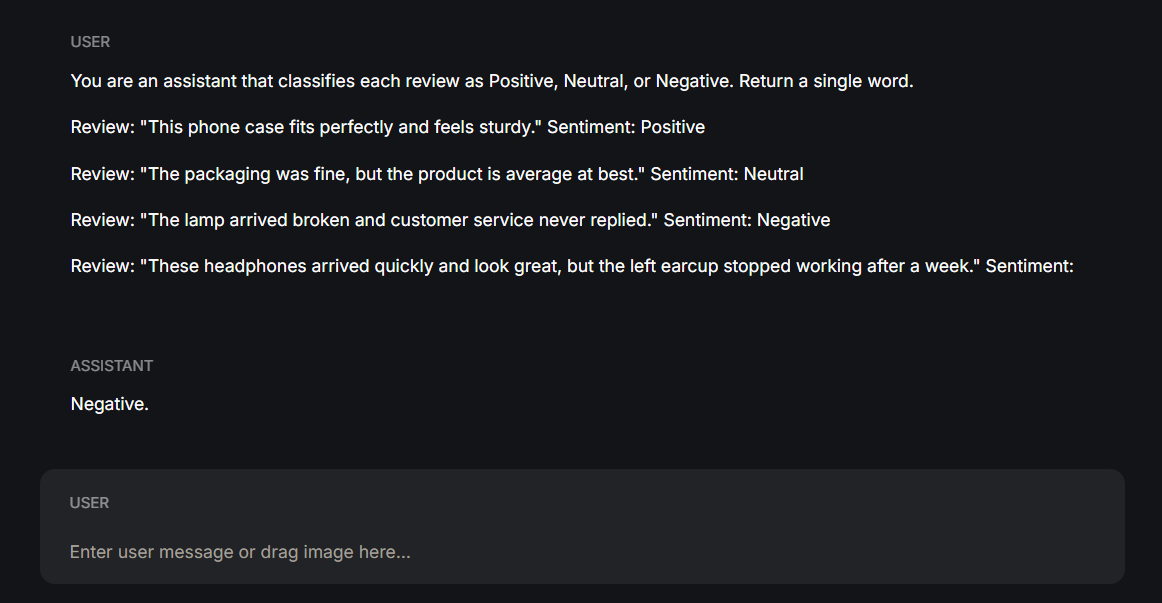 USER
You are an assistant that classifies each review as Positive, Neutral, or Negative. Return a single word.
Review: "This phone case fits perfectly and feels sturdy." Sentiment: Positive
Review: "The packaging was fine, but the product is average at best." Sentiment: Neutral
Review: "The lamp arrived broken and customer service never replied." Sentiment: Negative
Review: "These headphones arrived quickly and look great, but the left earcup stopped working after a week." Sentiment:
ASSISTANT
Negative.
USER
Enter user message or drag image here...